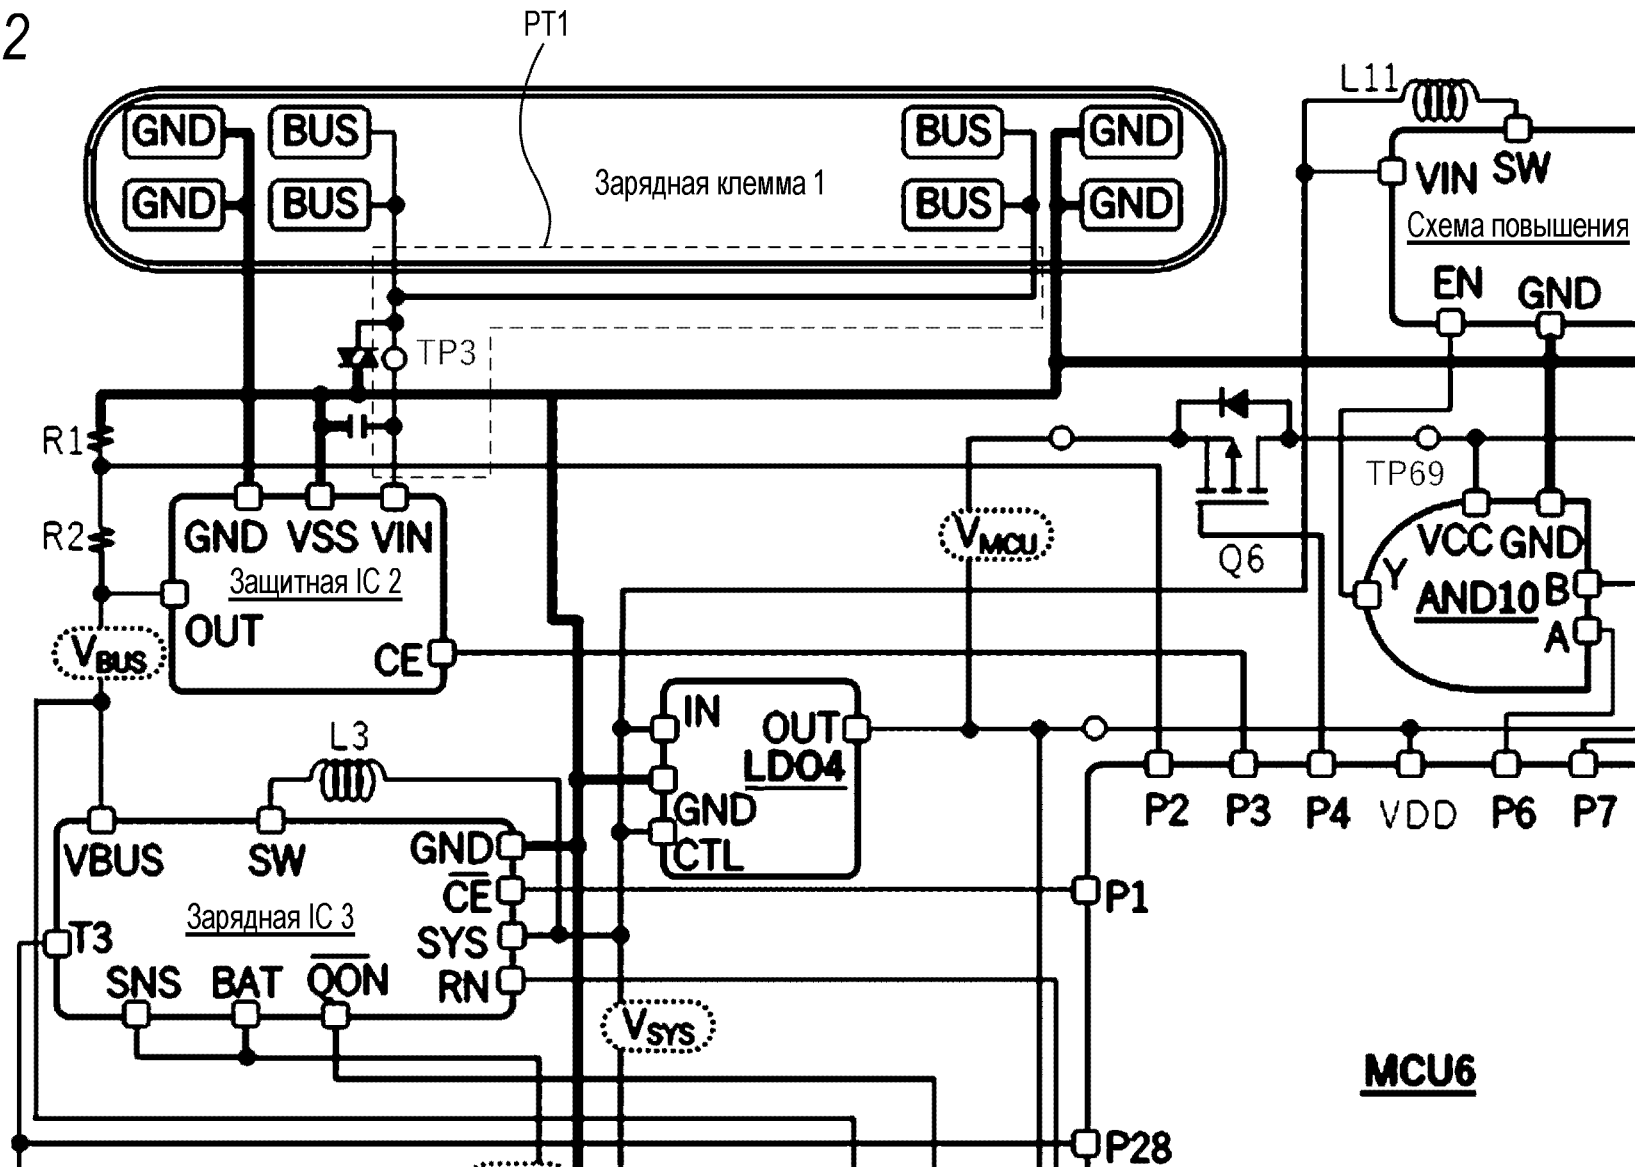 2
PT1
GND BUS BUS GND
Зарядная клемма 1
GND BUS BUS GND
L11
VIN SW
Схема повышения
EN GND
TP3
R1
TP69
R2
GND VSS VIN
Защитная IC 2
OUT
CE
VBUS
VMCU
Q6
VCC GND
Y
AND10 B
A
L3
IN
OUT
LDO4
GND
CTL
P2 P3 P4 VDD P6 P7
VBUS SW GND
CE
Зарядная IC 3
T3
SYS
SNS BAT QON RN
P1
VSYS
MCU6
P28